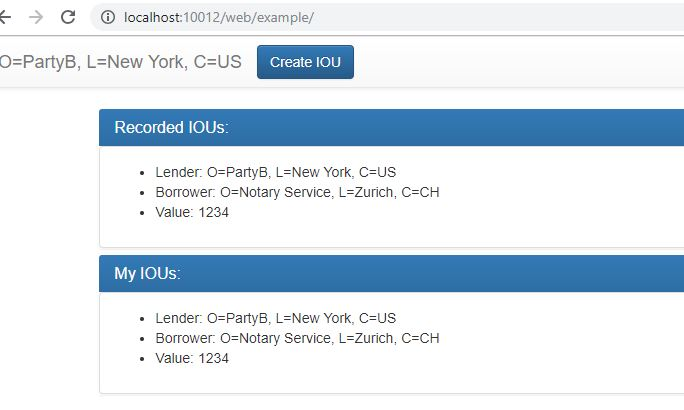 localhost:10012/web/example/
O=PartyB, L=New York, C=US Create IOU
Recorded IOUs:
Lender: O=PartyB, L=New York, C=US
Borrower: O=Notary Service, L=Zurich, C=CH
Value: 1234
My IOUs:
Lender: O=PartyB, L=New York, C=US
Borrower: O=Notary Service, L=Zurich, C=CH
Value: 1234